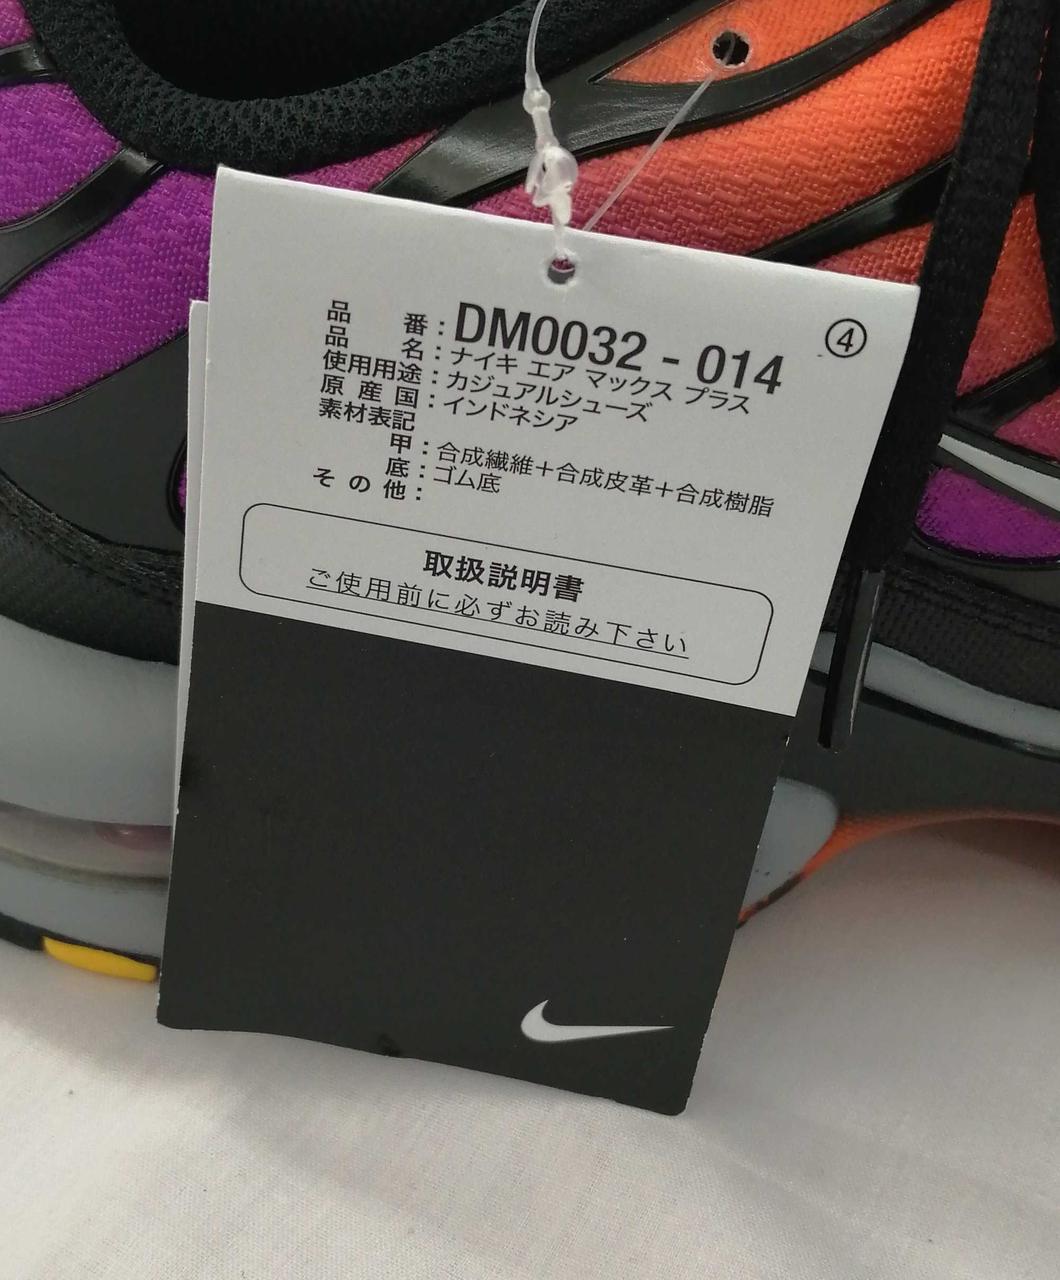 ④
品番：DM0032 - 014
品名：ナイキ エア マックス プラス
使用用途：カジュアルシューズ
原産国：インドネシア
素材表記
甲：合成繊維＋合成皮革＋合成樹脂
底：ゴム底
その他：
取扱説明書
ご使用前に必ずお読み下さい